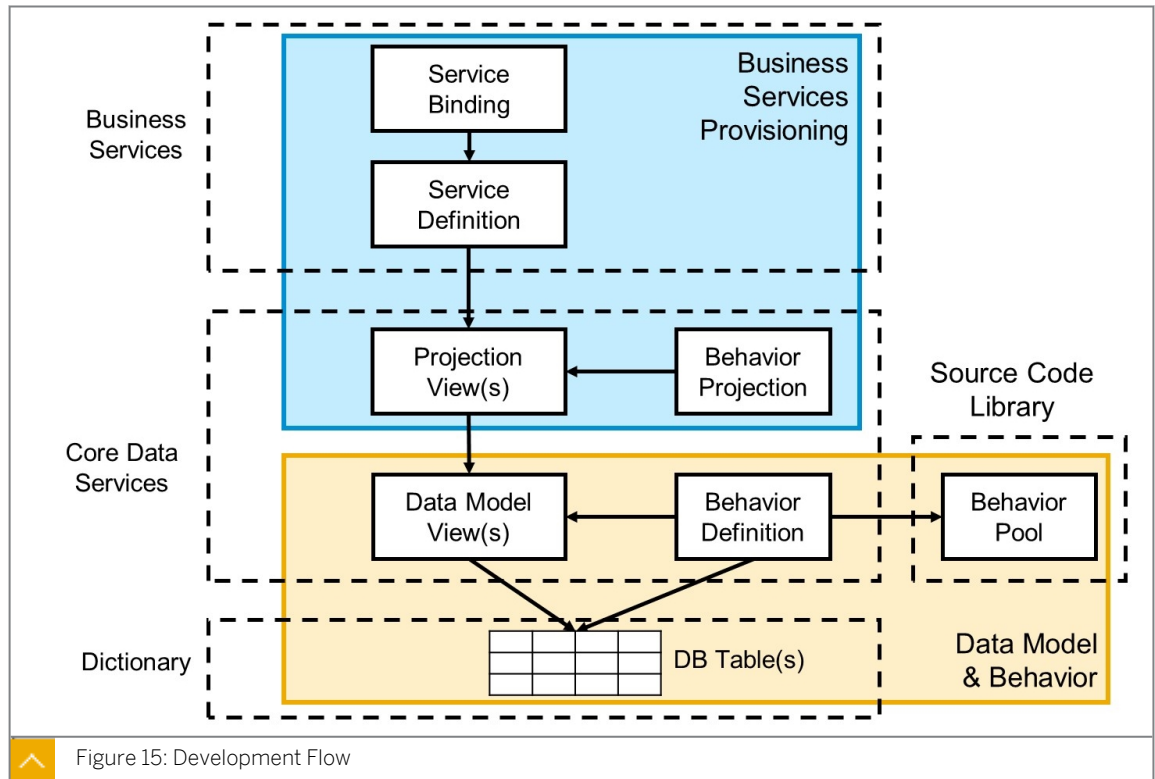 Business
Services
Service
Binding
Business
Services
Provisioning
Service
Definition
Core Data
Services
Projection
View(s)
Behavior
Projection
Source Code
Library
Data Model
View(s)
Behavior
Definition
Behavior
Pool
Dictionary
DB Table(s)
Data Model
& Behavior
Figure 15: Development Flow